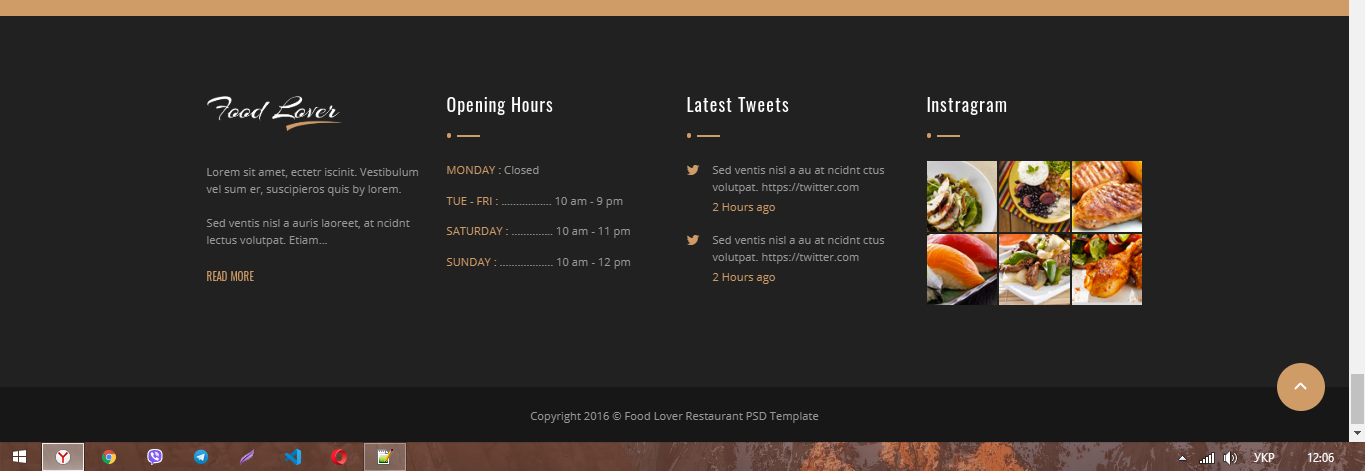 Food Lover
Lorem sit amet, ectetr iscinit. Vestibulum
vel sum er, suscipieros quis by lorem.
Sed ventis nisl a auris laoreet, at ncidnt
lectus volutpat. Etiam...
READ MORE
Opening Hours
MONDAY : Closed
TUE - FRI : ................. 10 am - 9 pm
SATURDAY : .............. 10 am - 11 pm
SUNDAY : .................. 10 am - 12 pm
Latest Tweets
Sed ventis nisl a au at ncidnt ctus
volutpat. https://twitter.com
2 Hours ago
Sed ventis nisl a au at ncidnt ctus
volutpat. https://twitter.com
2 Hours ago
Instragram
Copyright 2016 © Food Lover Restaurant PSD Template
УКР
12:06